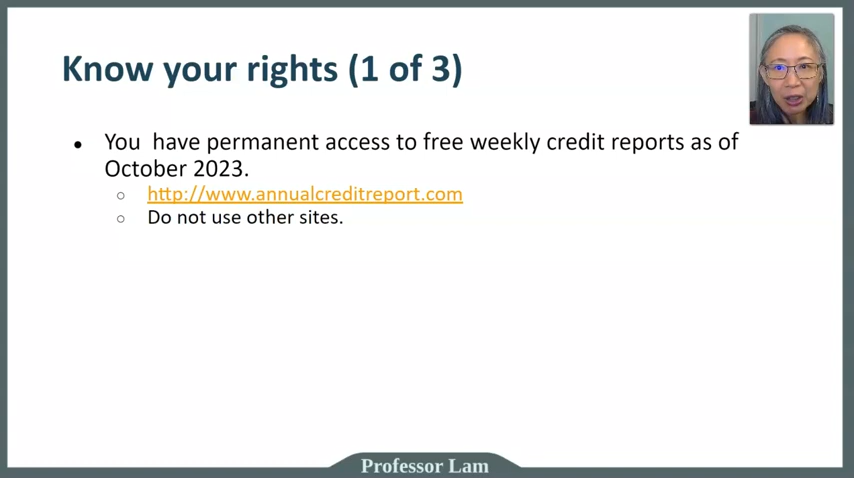 Know your rights (1 of 3)
● You have permanent access to free weekly credit reports as of
October 2023.
○ http://www.annualcreditreport.com
○ Do not use other sites.
Professor Lam